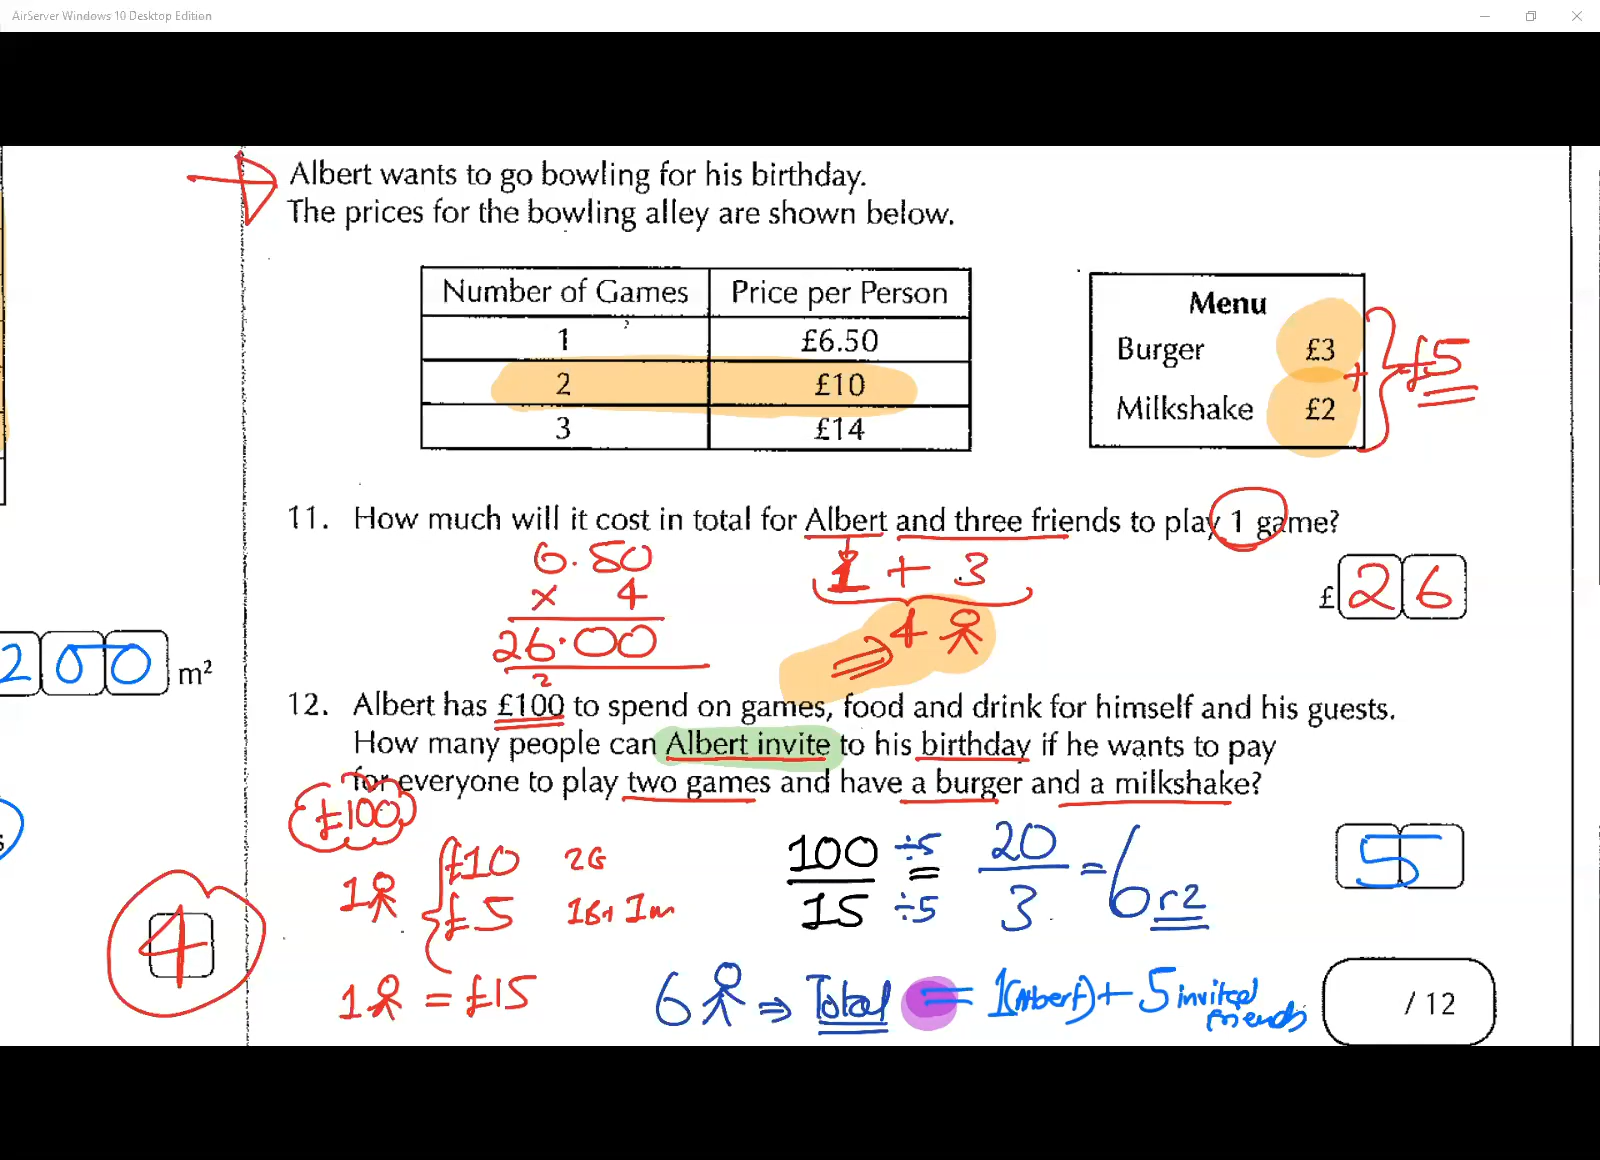 AirServer Windows 10 Desktop Edition
Albert wants to go bowling for his birthday.
The prices for the bowling alley are shown below.
Number of Games Price per Person
1 £6.50
2 £10
3 £14
Menu
Burger £3
Milkshake £2
+ £5
11. How much will it cost in total for Albert and three friends to play 1 game?
6.50
x 4
26.00
2
1 + 3
⇒ 4
£ 26
200 m²
12. Albert has £100 to spend on games, food and drink for himself and his guests.
How many people can Albert invite to his birthday if he wants to pay
for everyone to play two games and have a burger and a milkshake?
£100
1 £10 2G
£5 1B+ 1m
1 = £15
100 ÷5 = 20 = 6 r2
15 ÷5 3
5
4
6 ⇒ Total = 1(Albert) + 5 invited
friends
/ 12